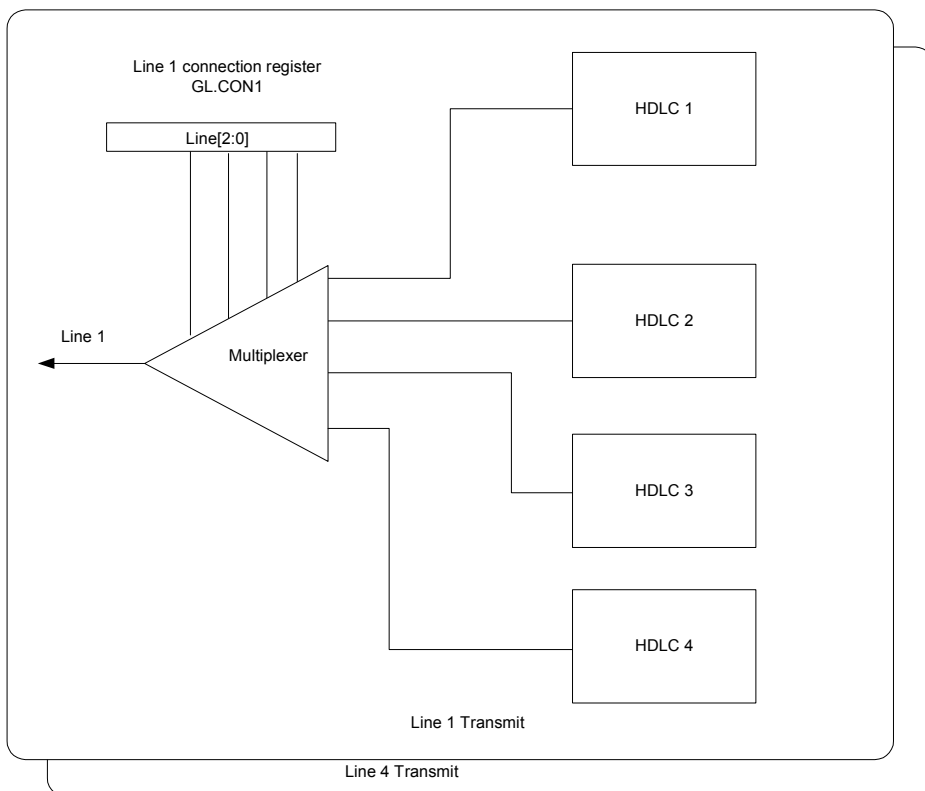 Line 1 connection register
GL.CON1
Line[2:0]
HDLC 1
HDLC 2
Line 1
Multiplexer
HDLC 3
HDLC 4
Line 1 Transmit
Line 4 Transmit